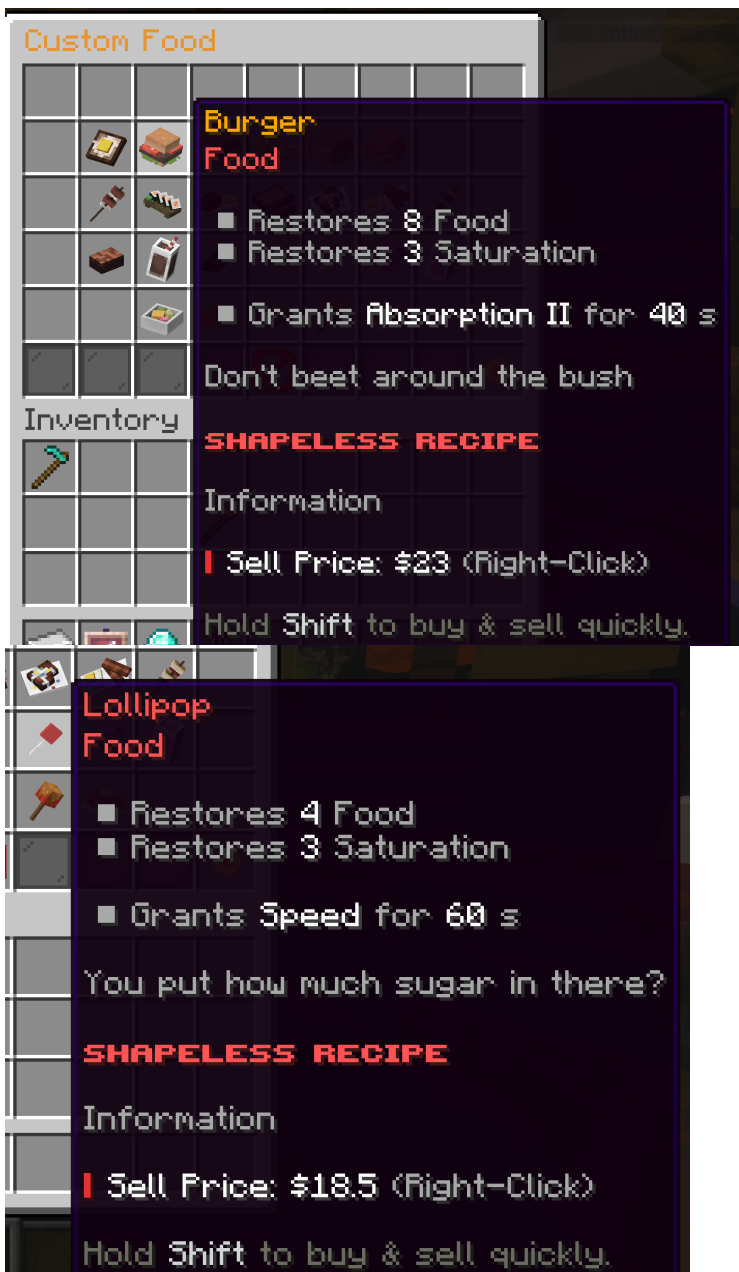 Custom Food
Burger
Food
■ Restores 8 Food
■ Restores 3 Saturation
■ Grants Absorption II for 40 s
Don't beet around the bush
SHAPELESS RECIPE
Inventory
Information
Sell Price: $23 (Right-Click)
Hold Shift to buy & sell quickly.
Lollipop
Food
■ Restores 4 Food
■ Restores 3 Saturation
■ Grants Speed for 60 s
You put how much sugar in there?
SHAPELESS RECIPE
Information
Sell Price: $18.5 (Right-Click)
Hold Shift to buy & sell quickly.